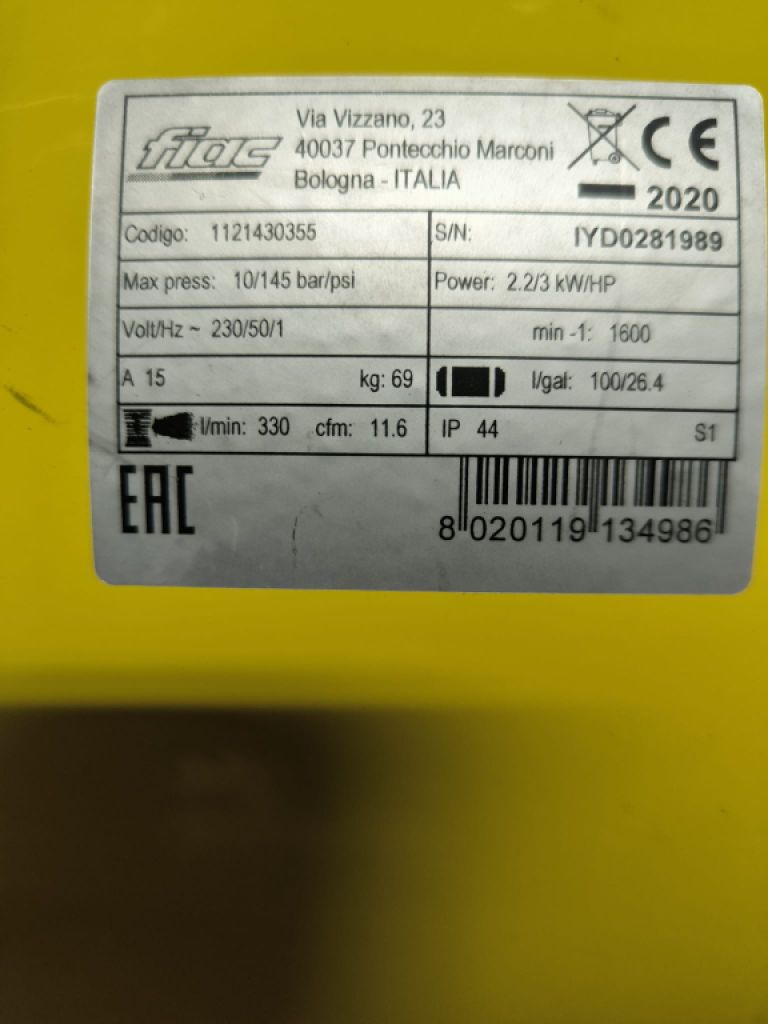 fiac
Via Vizzano, 23
40037 Pontecchio Marconi
Bologna - ITALIA
CE
2020
Codigo: 1121430355
S/N: IYD0281989
Max press: 10/145 bar/psi
Power: 2.2/3 kW/HP
Volt/Hz ~ 230/50/1
min -1: 1600
A 15 kg: 69
l/gal: 100/26.4
l/min: 330 cfm: 11.6
IP 44 S1
EAC
8 020119 134986